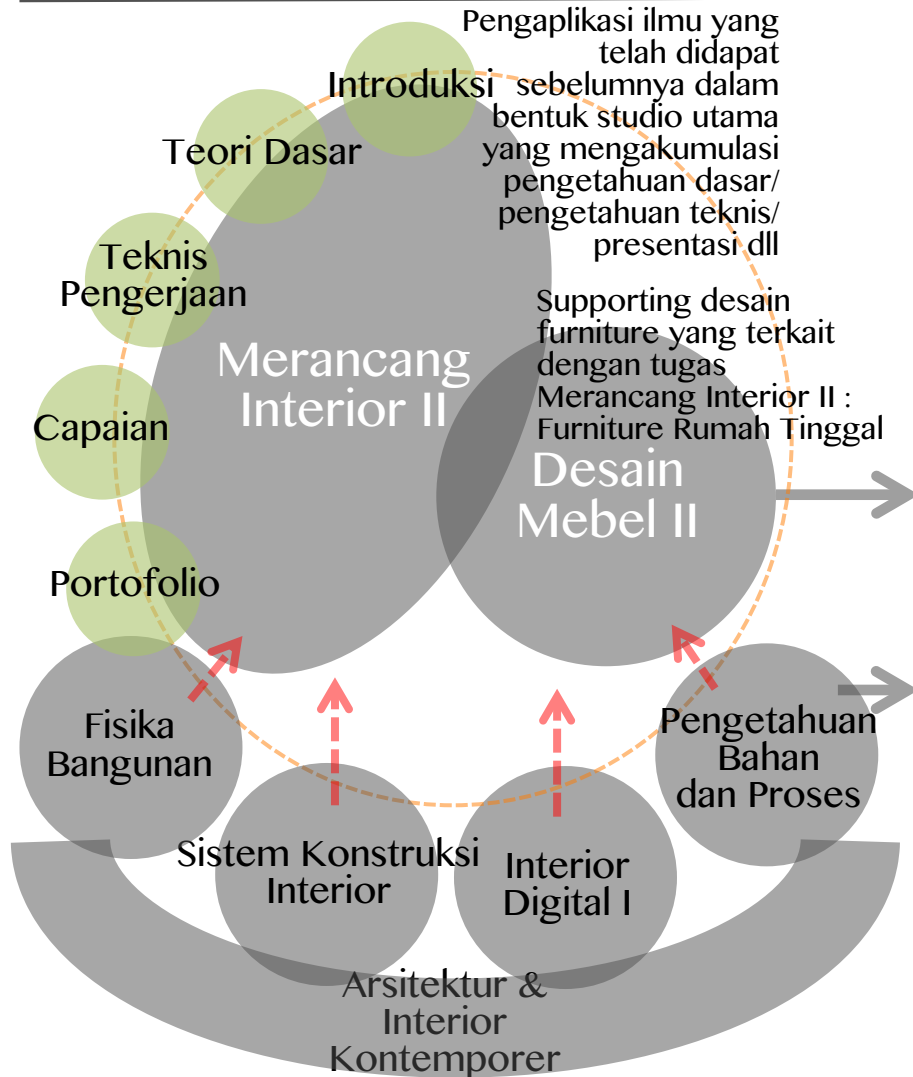 Pengaplikasi ilmu yang
telah didapat
sebelumnya dalam
bentuk studio utama
yang mengakumulasi
pengetahuan dasar/
pengetahuan teknis/
presentasi dll
Introduksi
Teori Dasar
Teknis
Pengerjaan
Capaian
Portofolio
Merancang
Interior II
Supporting desain
furniture yang terkait
dengan tugas
Merancang Interior II :
Furniture Rumah Tinggal
Desain
Mebel II
Fisika
Bangunan
Sistem Konstruksi
Interior
Interior
Digital I
Pengetahuan
Bahan
dan Proses
Arsitektur &
Interior
Kontemporer